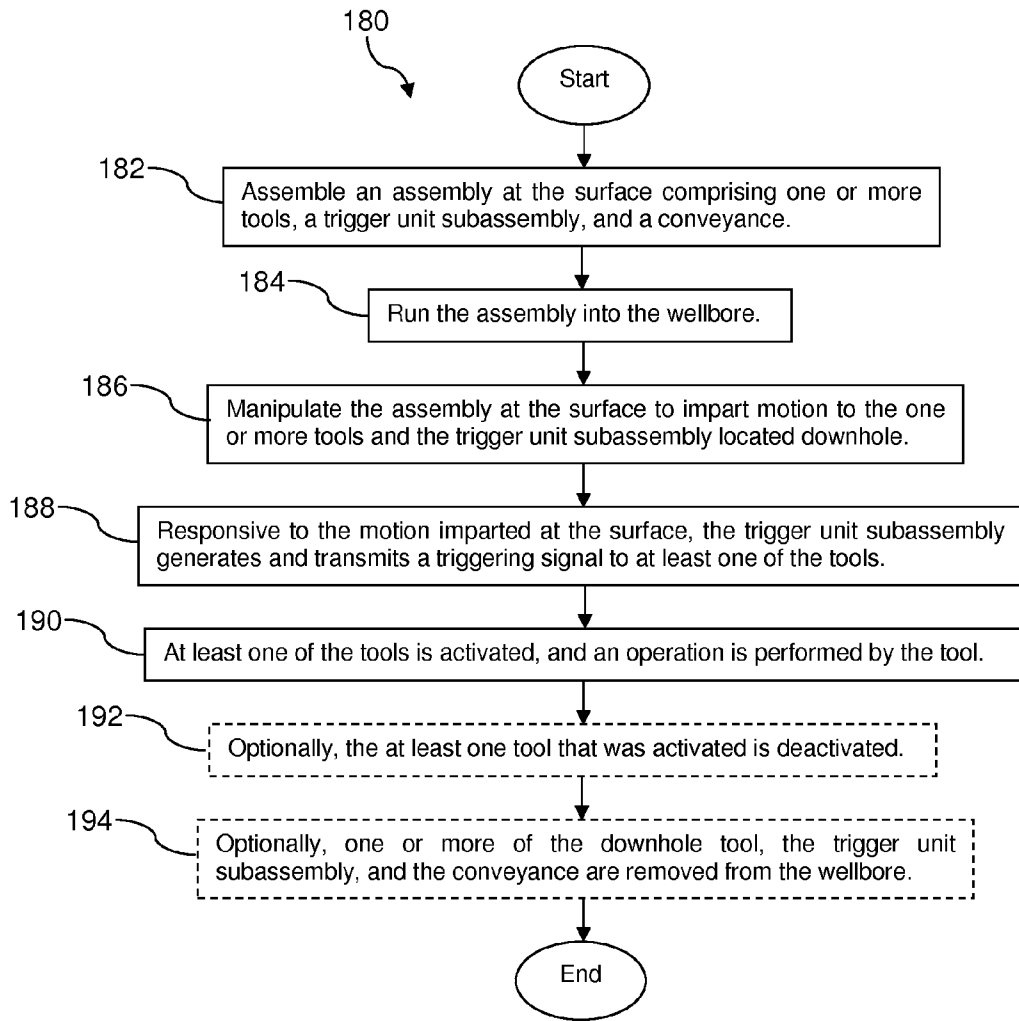 180
Start
182
Assemble an assembly at the surface comprising one or more
tools, a trigger unit subassembly, and a conveyance.
184
Run the assembly into the wellbore.
186
Manipulate the assembly at the surface to impart motion to the one
or more tools and the trigger unit subassembly located downhole.
188
Responsive to the motion imparted at the surface, the trigger unit subassembly
generates and transmits a triggering signal to at least one of the tools.
190
At least one of the tools is activated, and an operation is performed by the tool.
192
Optionally, the at least one tool that was activated is deactivated.
194
Optionally, one or more of the downhole tool, the trigger unit
subassembly, and the conveyance are removed from the wellbore.
End